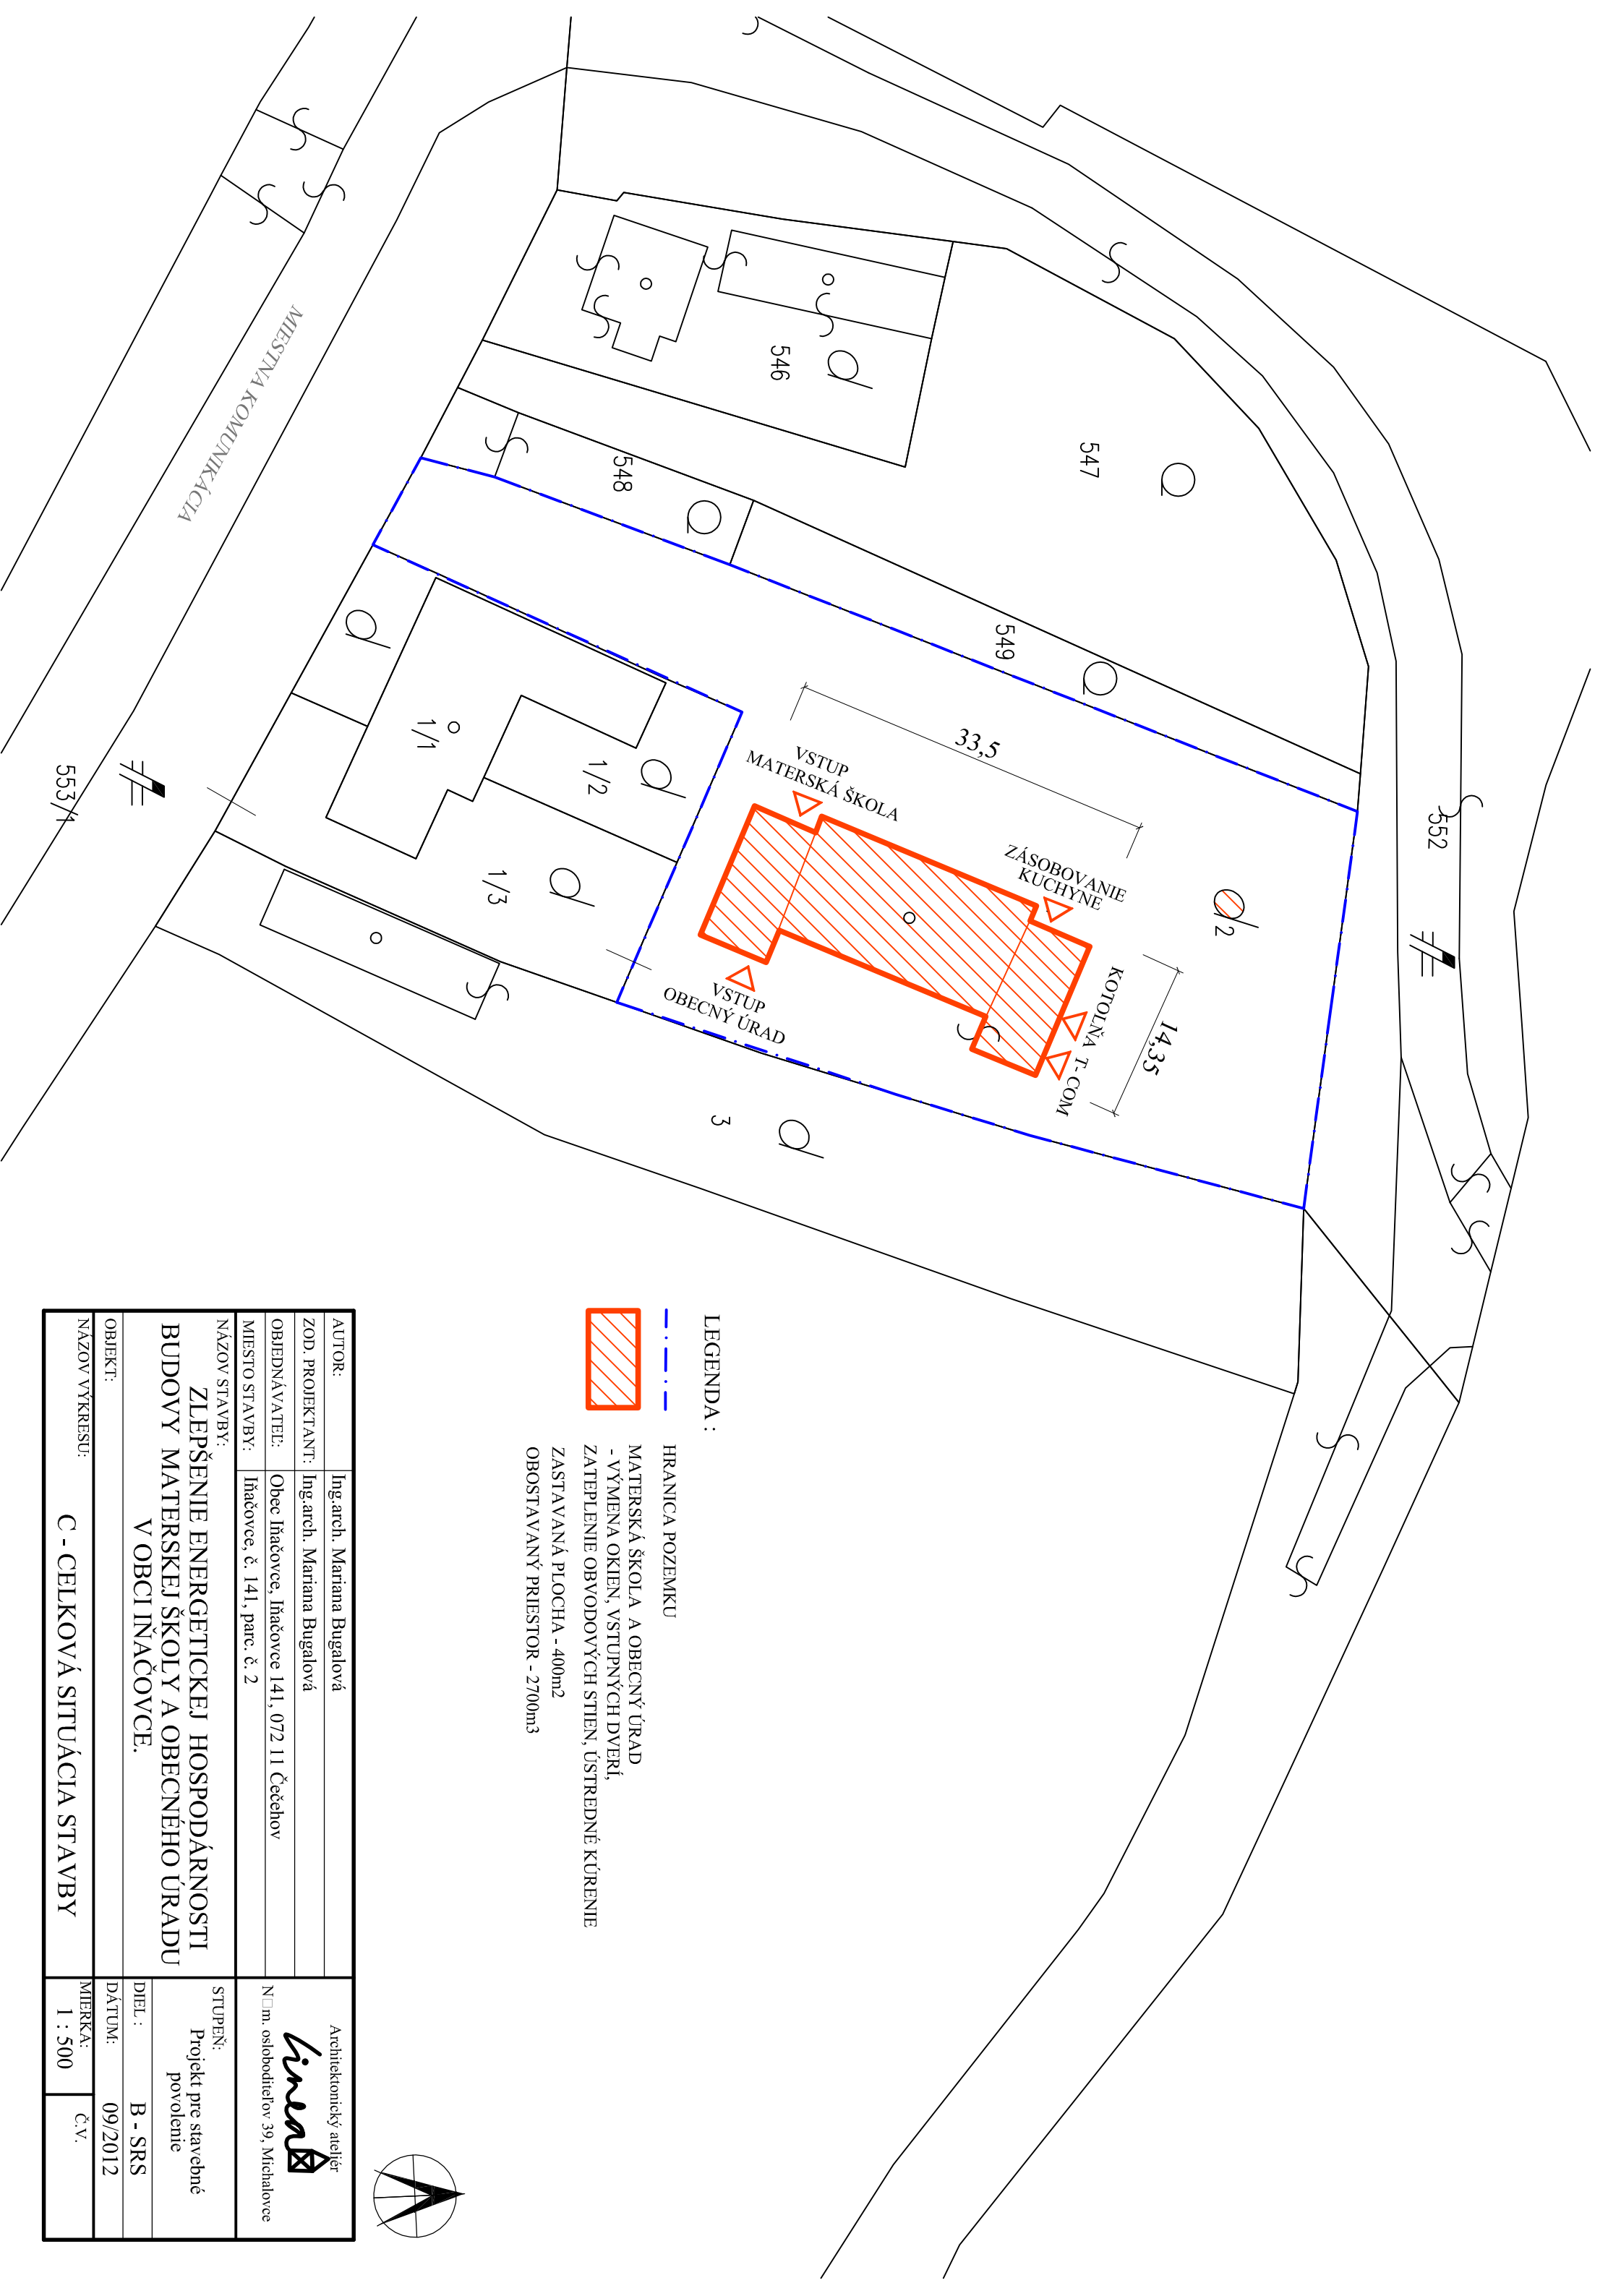 MIESTNA KOMUNIKÁCIA
546
547
548
549
552
553/1
1/1
1/2
1/3
2
3
33,5
14,35
VSTUP
MATERSKÁ ŠKOLA
ZÁSOBOVANIE
KUCHYNE
KOTOLŇA T-COM
VSTUP
OBECNÝ ÚRAD
LEGENDA :
HRANICA POZEMKU
MATERSKÁ ŠKOLA A OBECNÝ ÚRAD
- VÝMENA OKIEN, VSTUPNÝCH DVERÍ,
ZATEPLENIE OBVODOVÝCH STIEN, ÚSTREDNÉ KÚRENIE
ZASTAVANÁ PLOCHA - 400m2
OBOSTAVANÝ PRIESTOR - 2700m3
AUTOR: Ing.arch. Mariana Bugalová
ZOD. PROJEKTANT: Ing.arch. Mariana Bugalová
OBJEDNÁVATEĽ: Obec Iňačovce, Iňačovce 141, 072 11 Čečehov
MIESTO STAVBY: Iňačovce, č. 141, parc. č. 2
NÁZOV STAVBY:
ZLEPŠENIE ENERGETICKEJ HOSPODÁRNOSTI
BUDOVY MATERSKEJ ŠKOLY A OBECNÉHO ÚRADU
V OBCI IŇAČOVCE.
OBJEKT:
NÁZOV VÝKRESU:
C - CELKOVÁ SITUÁCIA STAVBY
Architektonický ateliér
linea
N□m. osloboditeľov 39, Michalovce
STUPEŇ:
Projekt pre stavebné
povolenie
DIEL : B - SRS
DÁTUM: 09/2012
MIERKA:
1 : 500
Č.V.